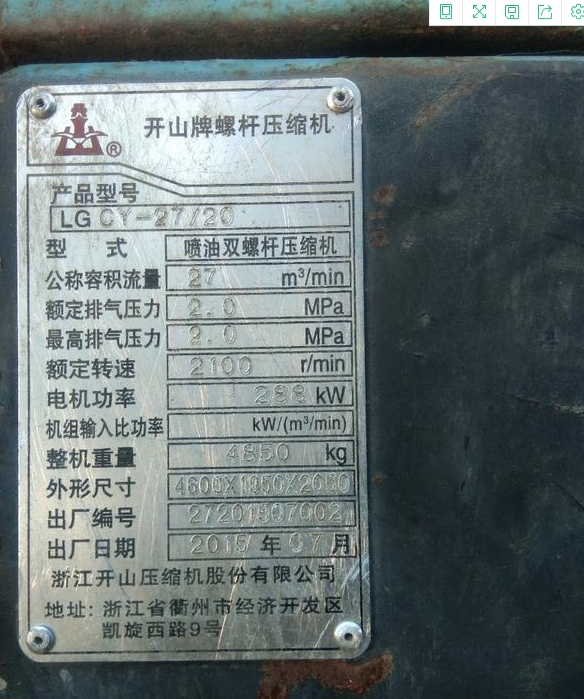 开山牌螺杆压缩机
®
产品型号
LG CY-27/20
型 式 喷油双螺杆压缩机
公称容积流量 27 m³/min
额定排气压力 2.0 MPa
最高排气压力 2.0 MPa
额定转速 2100 r/min
电机功率 288 kW
机组输入比功率 kW/(m³/min)
整机重量 4850 kg
外形尺寸 4600X1950X2050
出厂编号 27201507002
出厂日期 2015 年 07 月
浙江开山压缩机股份有限公司
地址: 浙江省衢州市经济开发区
凯旋西路9号